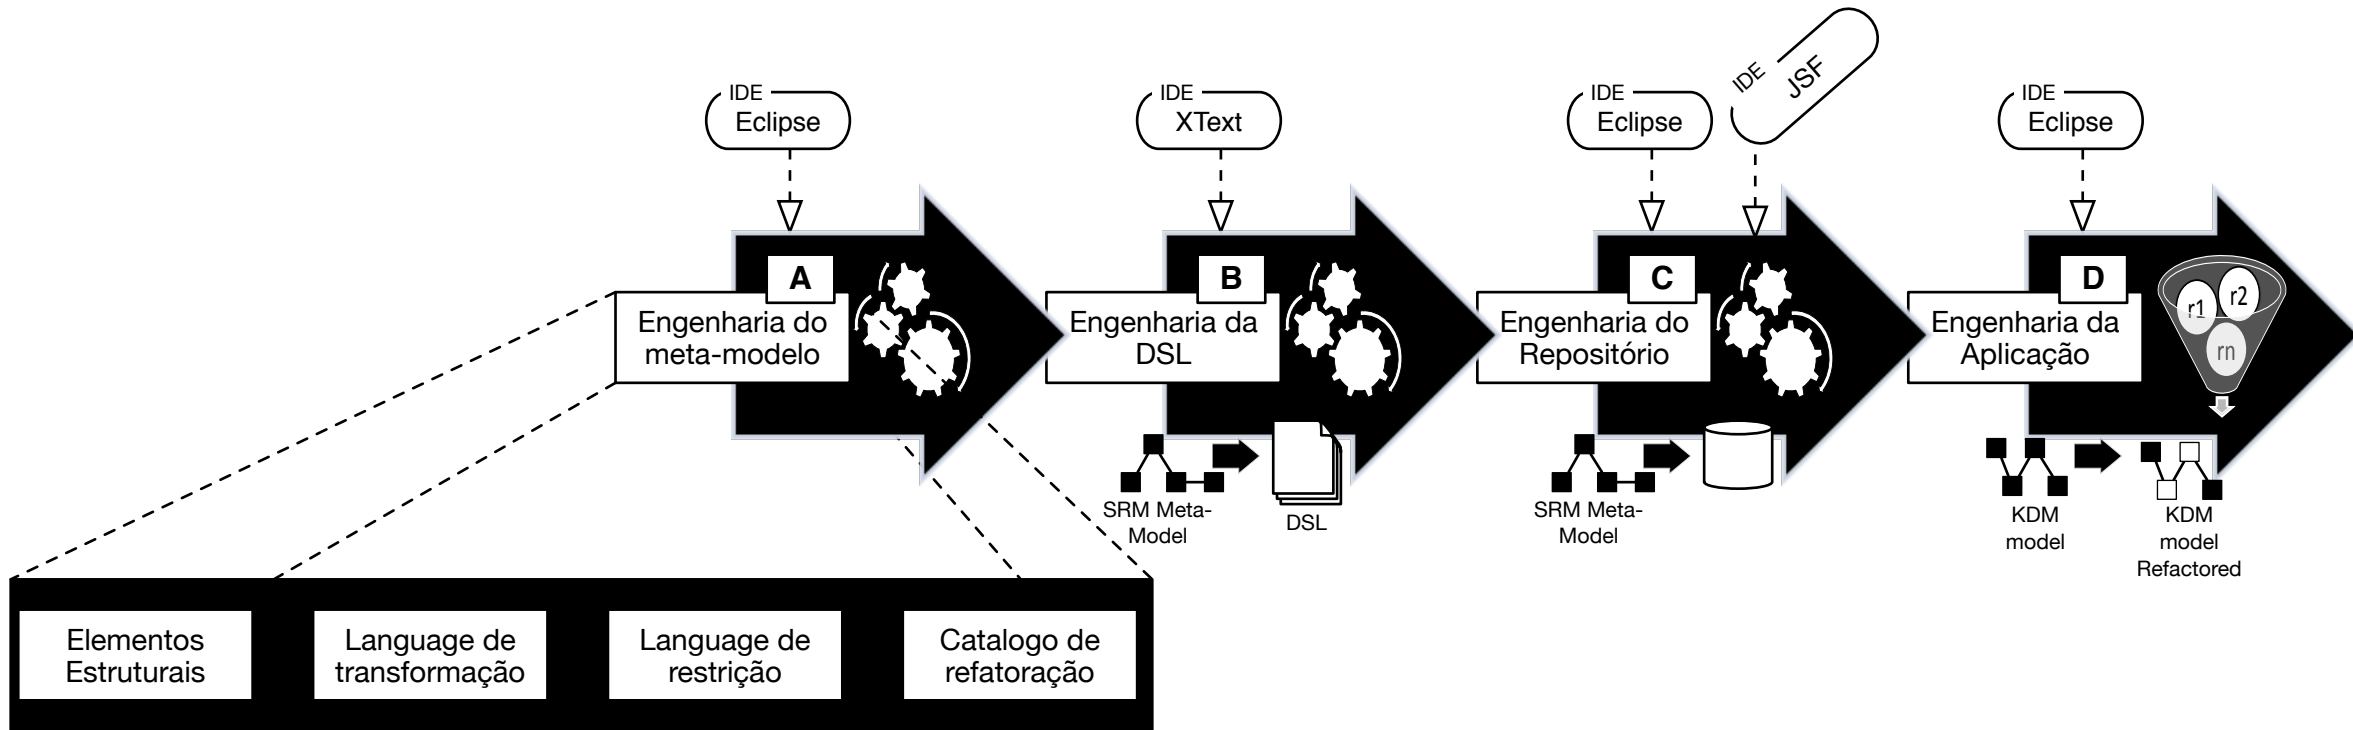 IDE
Eclipse
IDE
XText
IDE
Eclipse
IDE
JSF
IDE
Eclipse
A
Engenharia do
meta-modelo
B
Engenharia da
DSL
C
Engenharia do
Repositório
D
Engenharia da
Aplicação
r1
r2
rn
SRM Meta-
Model
DSL
SRM Meta-
Model
KDM
model
KDM
model
Refactored
Elementos
Estruturais
Language de
transformação
Language de
restrição
Catalogo de
refatoração